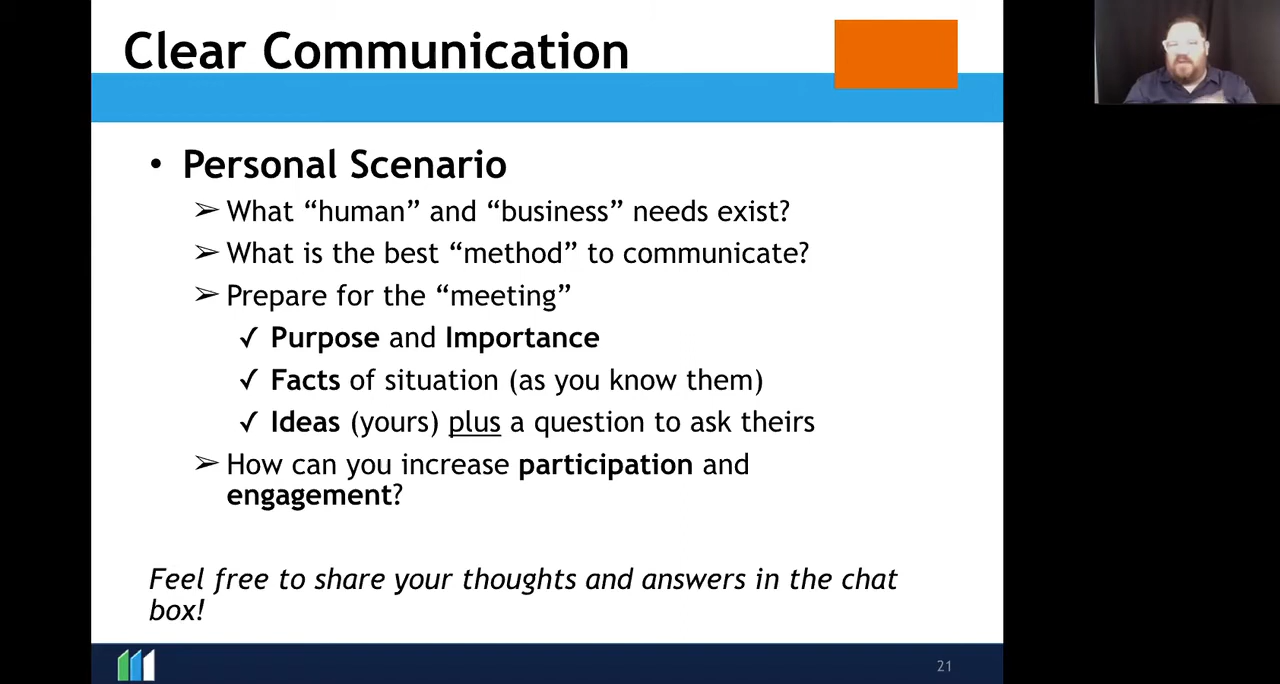 Clear Communication
• Personal Scenario
➢ What “human” and “business” needs exist?
➢ What is the best “method” to communicate?
➢ Prepare for the “meeting”
✓ Purpose and Importance
✓ Facts of situation (as you know them)
✓ Ideas (yours) plus a question to ask theirs
➢ How can you increase participation and
engagement?
Feel free to share your thoughts and answers in the chat
box!
21